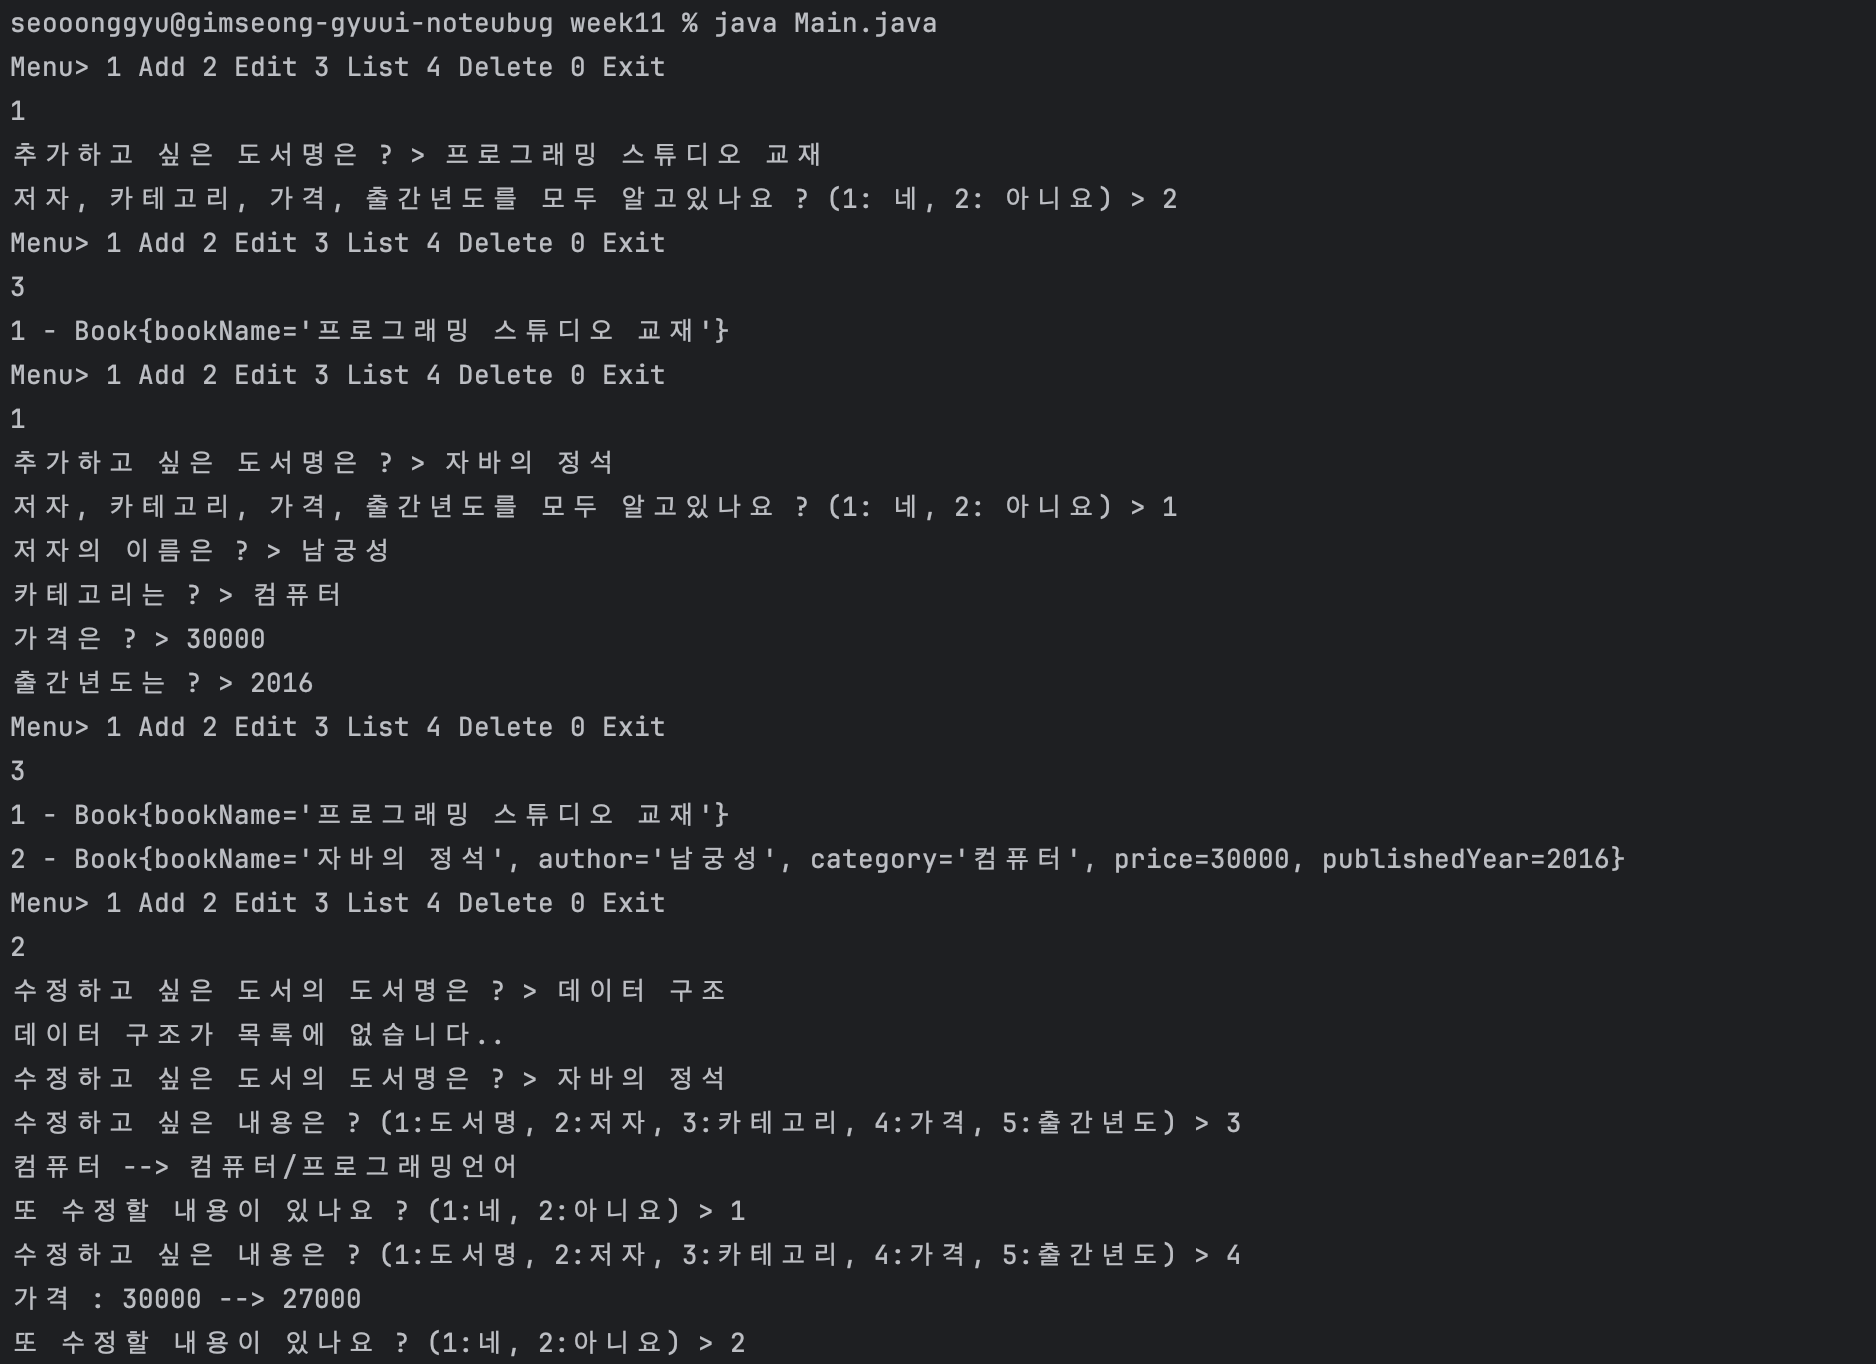 seooonggyu@gimseong-gyuui-noteubug week11 % java Main.java
Menu> 1 Add 2 Edit 3 List 4 Delete 0 Exit
1
추가하고 싶은 도서명은 ? > 프로그래밍 스튜디오 교재
저자, 카테고리, 가격, 출간년도를 모두 알고있나요 ? (1: 네, 2: 아니요) > 2
Menu> 1 Add 2 Edit 3 List 4 Delete 0 Exit
3
1 - Book{bookName='프로그래밍 스튜디오 교재'}
Menu> 1 Add 2 Edit 3 List 4 Delete 0 Exit
1
추가하고 싶은 도서명은 ? > 자바의 정석
저자, 카테고리, 가격, 출간년도를 모두 알고있나요 ? (1: 네, 2: 아니요) > 1
저자의 이름은 ? > 남궁성
카테고리는 ? > 컴퓨터
가격은 ? > 30000
출간년도는 ? > 2016
Menu> 1 Add 2 Edit 3 List 4 Delete 0 Exit
3
1 - Book{bookName='프로그래밍 스튜디오 교재'}
2 - Book{bookName='자바의 정석', author='남궁성', category='컴퓨터', price=30000, publishedYear=2016}
Menu> 1 Add 2 Edit 3 List 4 Delete 0 Exit
2
수정하고 싶은 도서의 도서명은 ? > 데이터 구조
데이터 구조가 목록에 없습니다..
수정하고 싶은 도서의 도서명은 ? > 자바의 정석
수정하고 싶은 내용은 ? (1:도서명, 2:저자, 3:카테고리, 4:가격, 5:출간년도) > 3
컴퓨터 --> 컴퓨터/프로그래밍언어
또 수정할 내용이 있나요 ? (1:네, 2:아니요) > 1
수정하고 싶은 내용은 ? (1:도서명, 2:저자, 3:카테고리, 4:가격, 5:출간년도) > 4
가격 : 30000 --> 27000
또 수정할 내용이 있나요 ? (1:네, 2:아니요) > 2